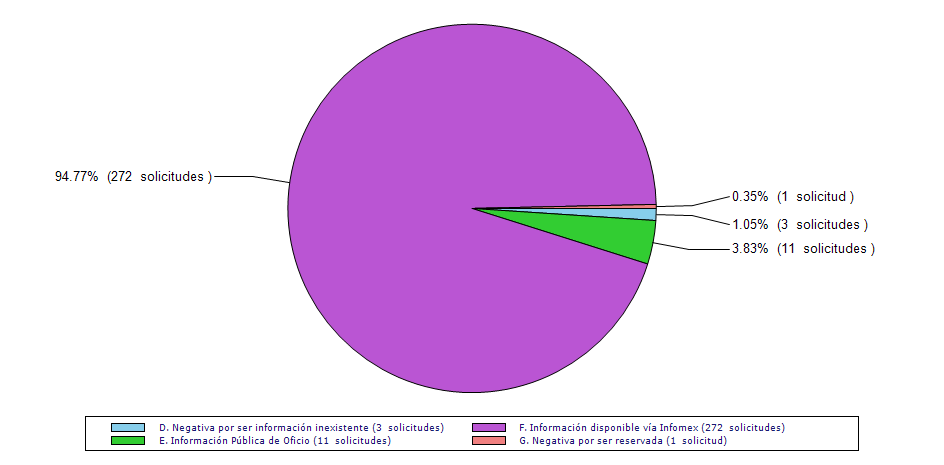 94.77% (272 solicitudes )
0.35% (1 solicitud )
1.05% (3 solicitudes )
3.83% (11 solicitudes )
D. Negativa por ser información inexistente (3 solicitudes)
F. Información disponible vía Infomex (272 solicitudes)
E. Información Pública de Oficio (11 solicitudes)
G. Negativa por ser reservada (1 solicitud)